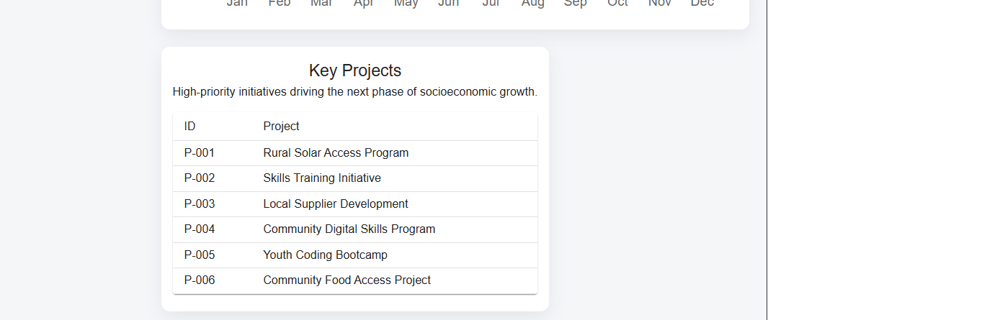 Jan Feb Mar Apr May Jun Jul Aug Sep Oct Nov Dec
Key Projects
High-priority initiatives driving the next phase of socioeconomic growth.
ID Project
P-001 Rural Solar Access Program
P-002 Skills Training Initiative
P-003 Local Supplier Development
P-004 Community Digital Skills Program
P-005 Youth Coding Bootcamp
P-006 Community Food Access Project